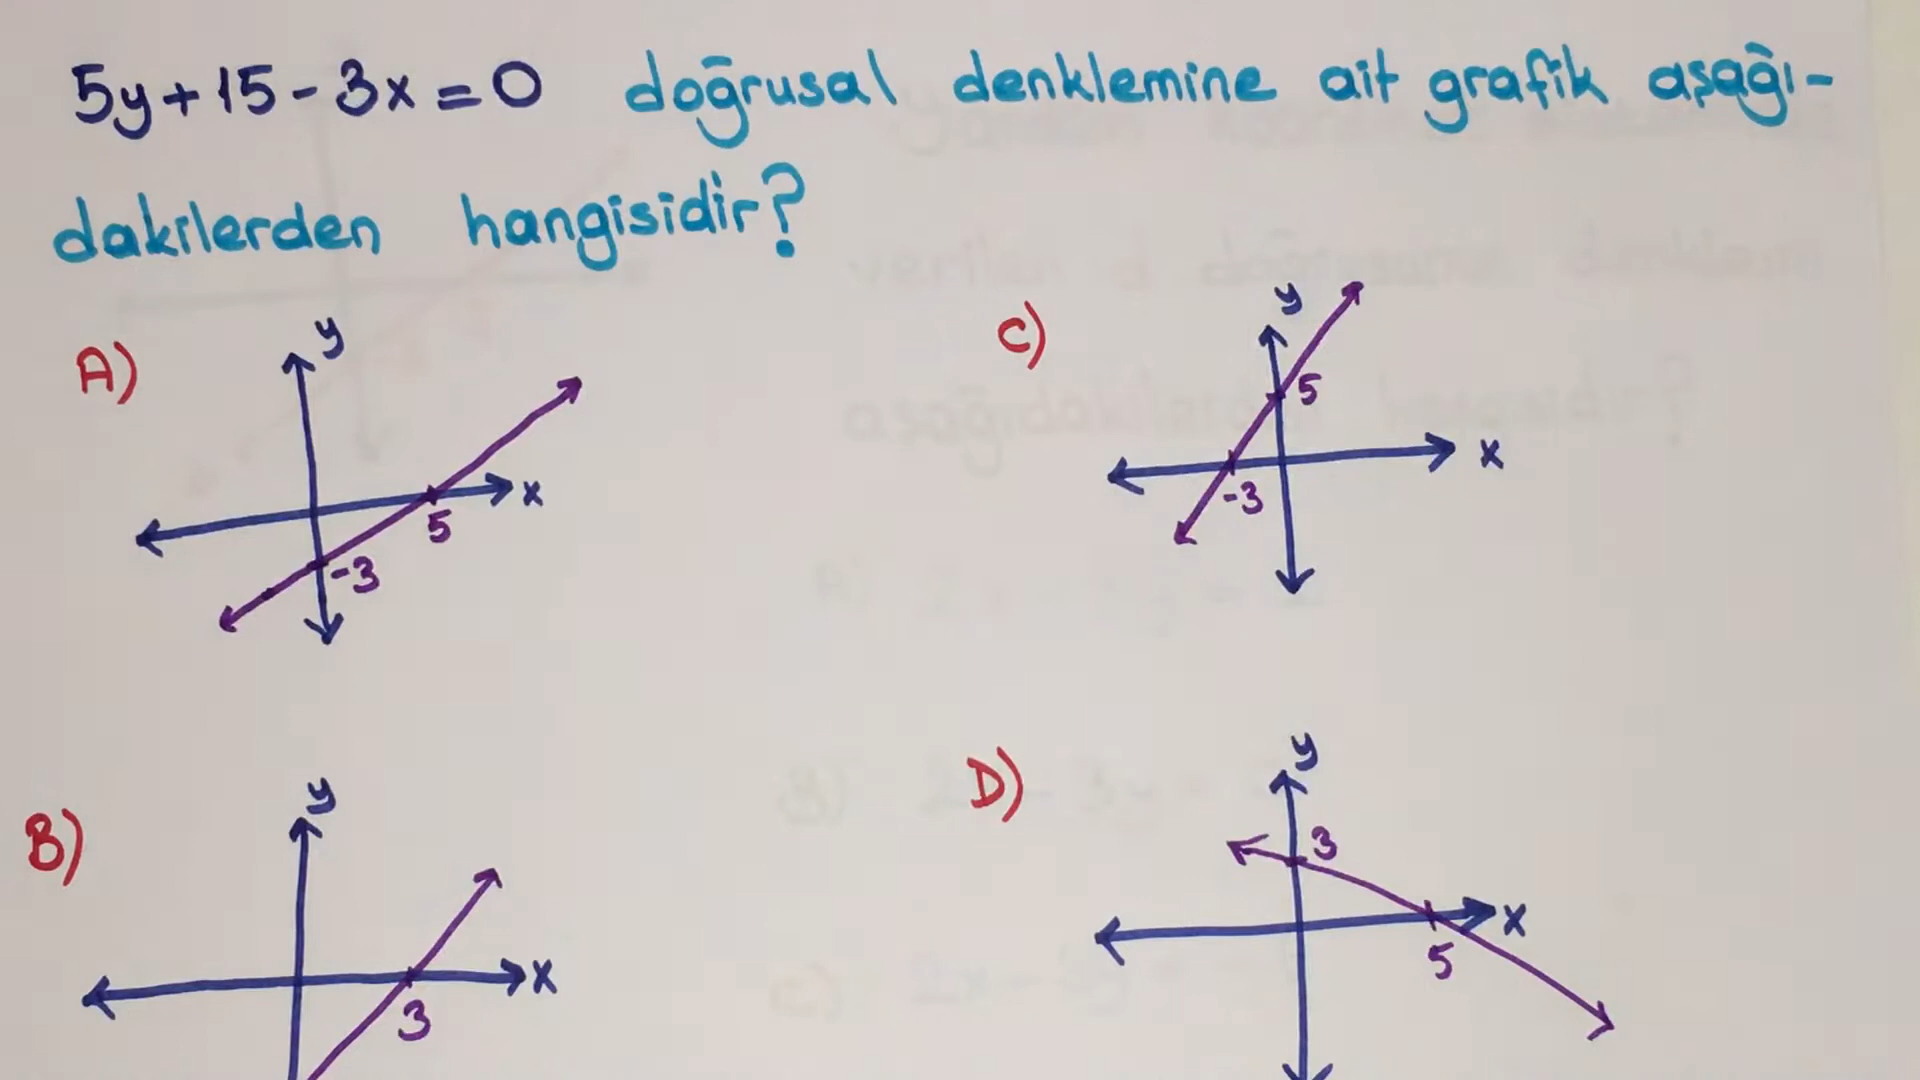 5y+15-3x=0 doğrusal denklemine ait grafik aşağı-
dakilerden hangisidir?
A)
y
x
5
-3
C)
y
5
x
-3
B)
y
x
3
D)
y
3
x
5